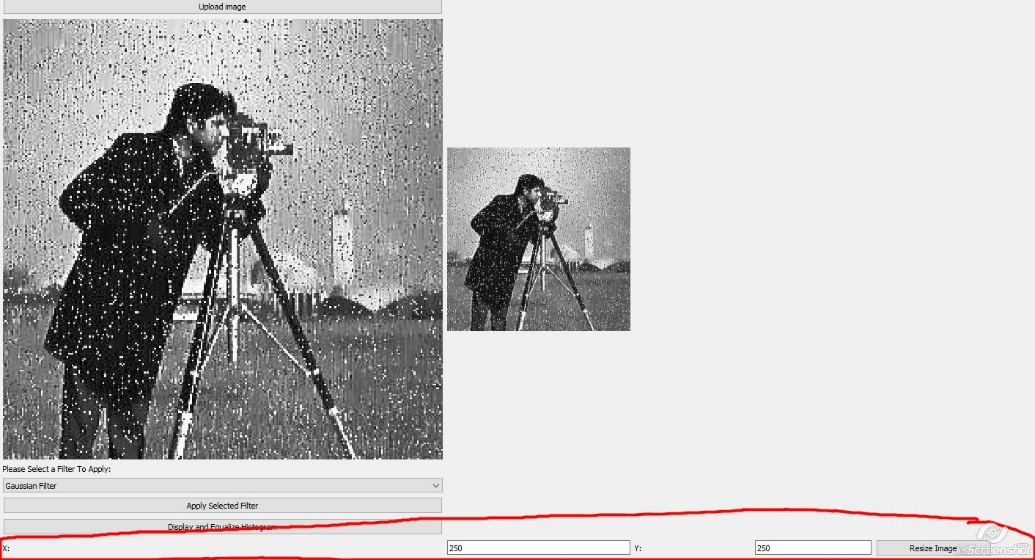 Upload image
Please Select a Filter To Apply:
Gaussian Filter
Apply Selected Filter
Display and Equalize Histogram
X: 250 Y: 250 Resize Image